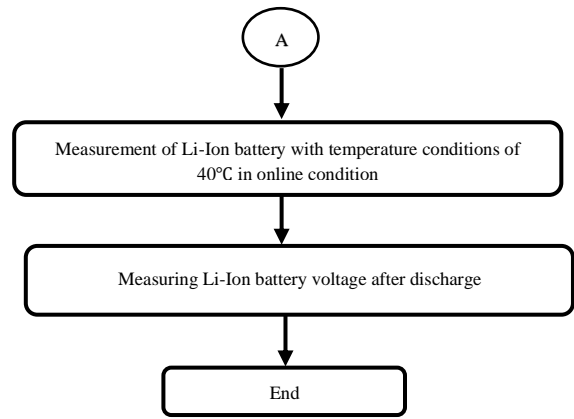 A
Measurement of Li-Ion battery with temperature conditions of
40℃ in online condition
Measuring Li-Ion battery voltage after discharge
End